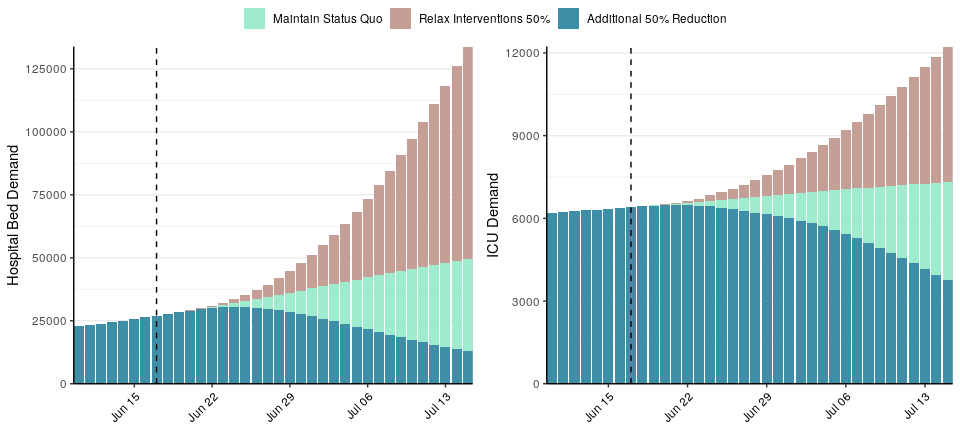 Maintain Status Quo Relax Interventions 50% Additional 50% Reduction
Hospital Bed Demand
125000
100000
75000
50000
25000
0
Jun 15 Jun 22 Jun 29 Jul 06 Jul 13
ICU Demand
12000
9000
6000
3000
0
Jun 15 Jun 22 Jun 29 Jul 06 Jul 13